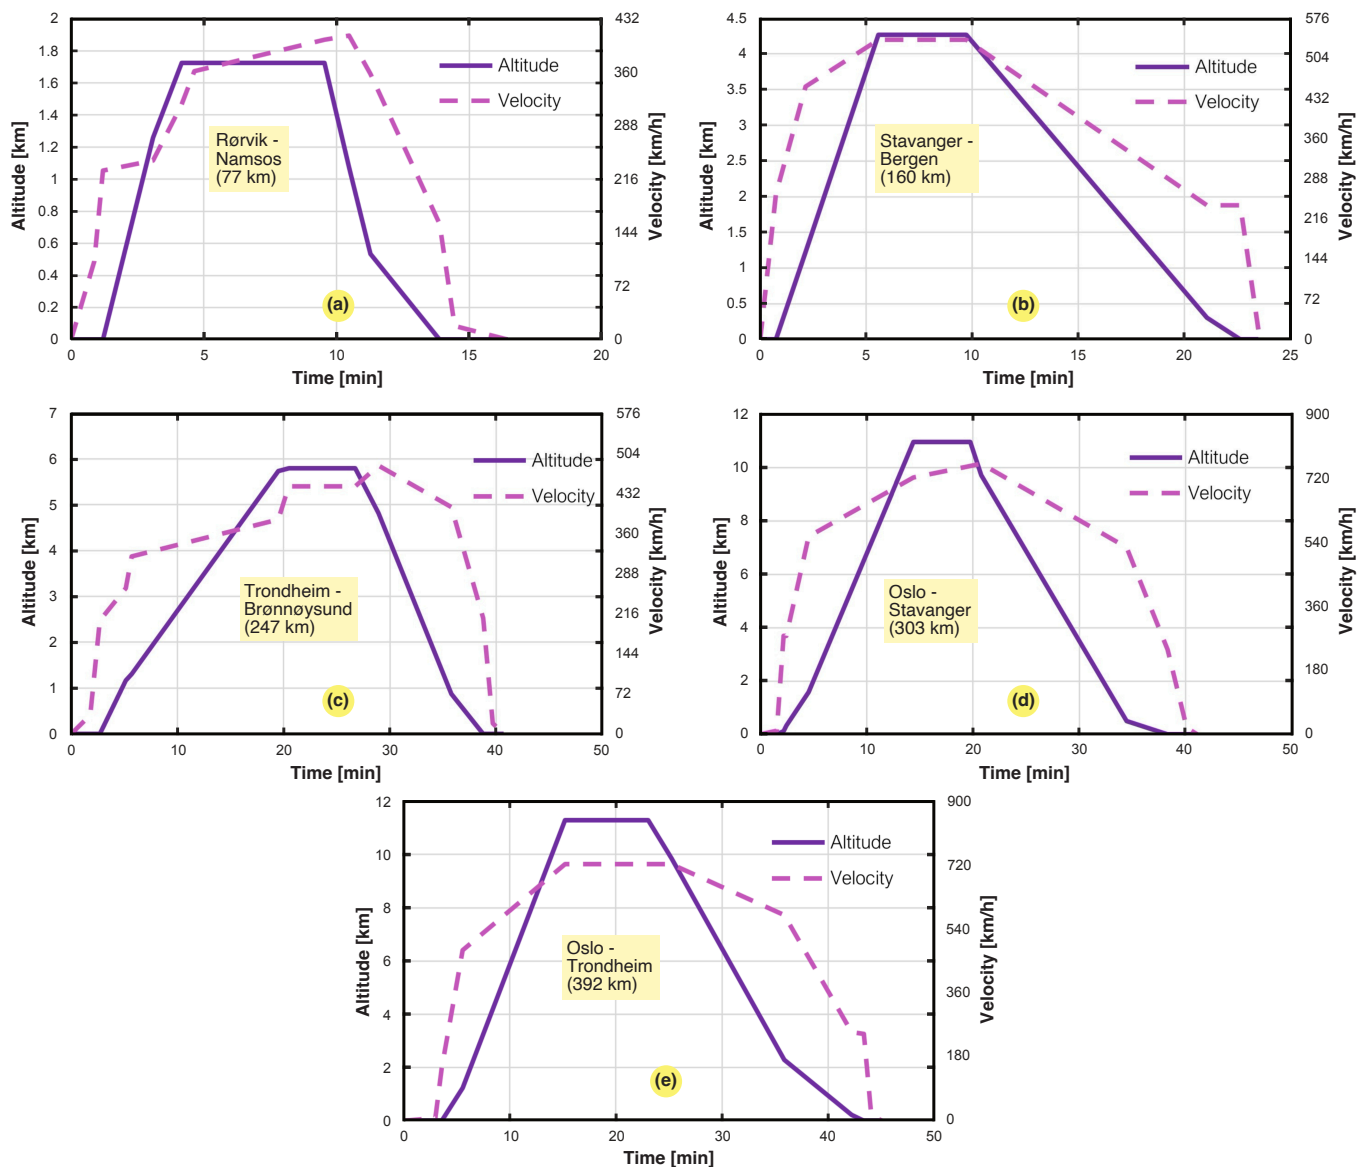 2
1.8
1.6
1.4
1.2
1
0.8
0.6
0.4
0.2
0
Altitude [km]
432
360
288
216
144
72
0
Velocity [km/h]
Altitude
Velocity
Rørvik -
Namsos
(77 km)
(a)
0 5 10 15 20
Time [min]
4.5
4
3.5
3
2.5
2
1.5
1
0.5
0
Altitude [km]
576
504
432
360
288
216
144
72
0
Velocity [km/h]
Altitude
Velocity
Stavanger -
Bergen
(160 km)
(b)
0 5 10 15 20 25
Time [min]
7
6
5
4
3
2
1
0
Altitude [km]
576
504
432
360
288
216
144
72
0
Velocity [km/h]
Altitude
Velocity
Trondheim -
Brønnøysund
(247 km)
(c)
0 10 20 30 40 50
Time [min]
12
10
8
6
4
2
0
Altitude [km]
900
720
540
360
180
0
Velocity [km/h]
Altitude
Velocity
Oslo -
Stavanger
(303 km)
(d)
0 10 20 30 40 50
Time [min]
12
10
8
6
4
2
0
Altitude [km]
900
720
540
360
180
0
Velocity [km/h]
Altitude
Velocity
Oslo -
Trondheim
(392 km)
(e)
0 10 20 30 40 50
Time [min]